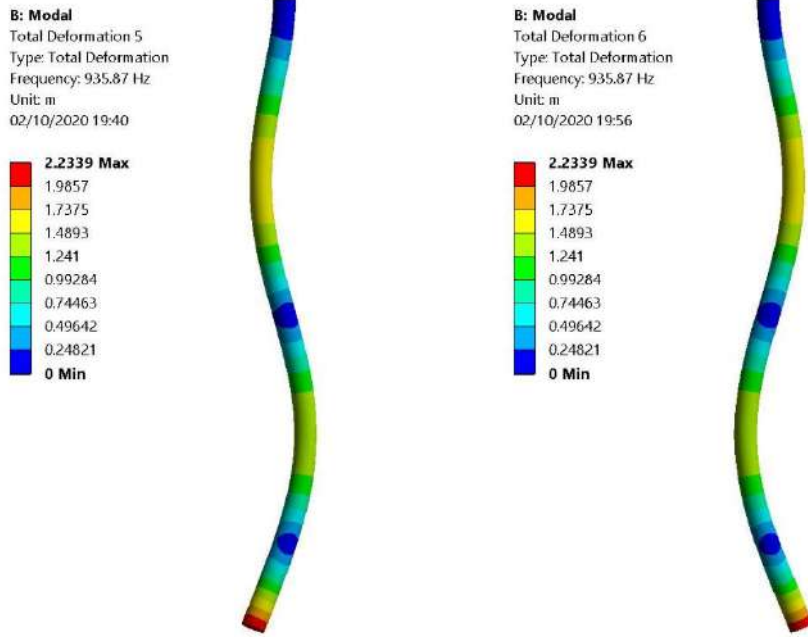 B: Modal
Total Deformation 5
Type: Total Deformation
Frequency: 935.87 Hz
Unit: m
02/10/2020 19:40
2.2339 Max
1.9857
1.7375
1.4893
1.241
0.99284
0.74463
0.49642
0.24821
0 Min
B: Modal
Total Deformation 6
Type: Total Deformation
Frequency: 935.87 Hz
Unit: m
02/10/2020 19:56
2.2339 Max
1.9857
1.7375
1.4893
1.241
0.99284
0.74463
0.49642
0.24821
0 Min